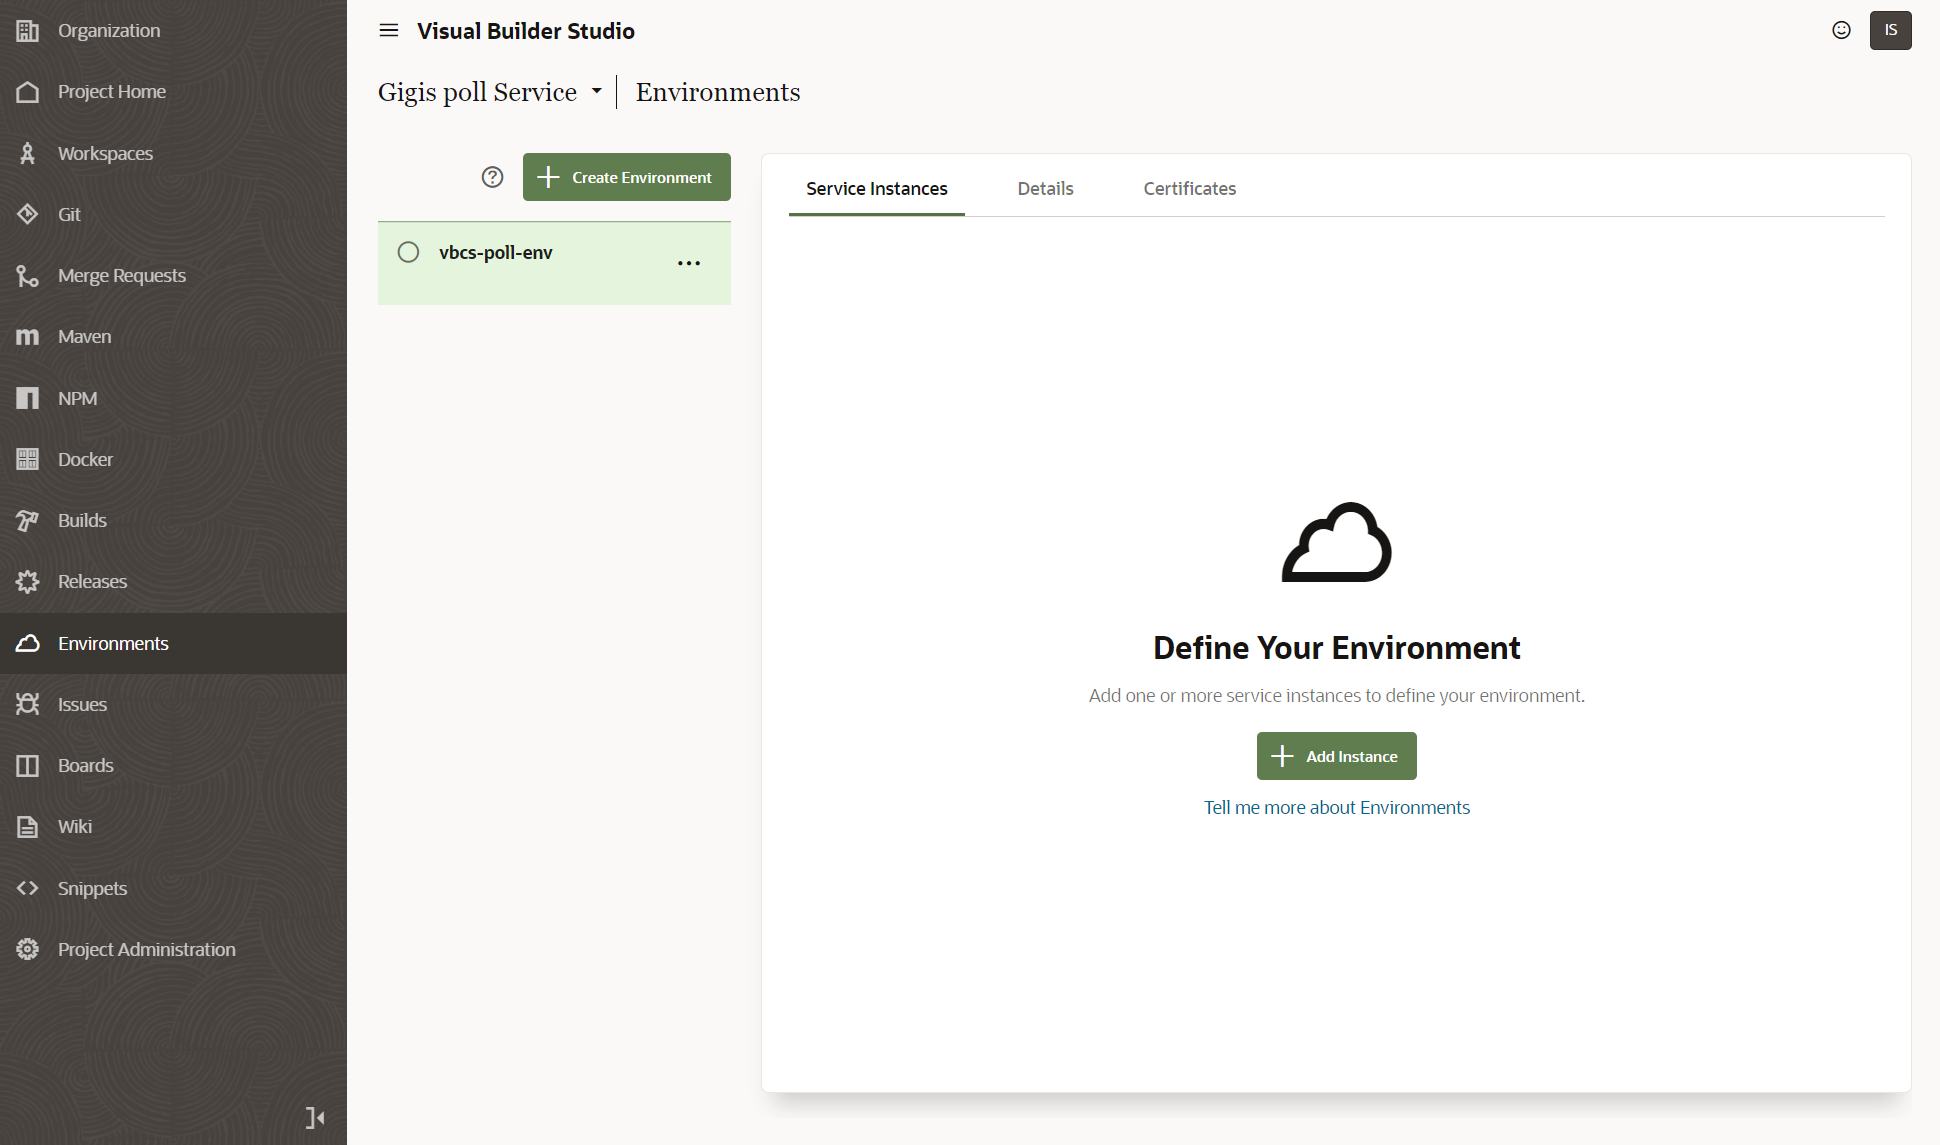 Organization
Project Home
Workspaces
Git
Merge Requests
Maven
NPM
Docker
Builds
Releases
Environments
Issues
Boards
Wiki
Snippets
Project Administration
Visual Builder Studio
IS
Gigis poll Service
Environments
Create Environment
vbcs-poll-env
Service Instances
Details
Certificates
Define Your Environment
Add one or more service instances to define your environment.
Add Instance
Tell me more about Environments